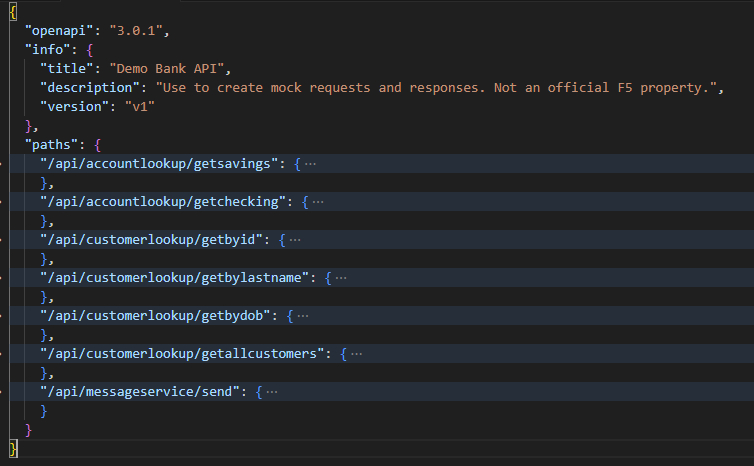 {
"openapi": "3.0.1",
"info": {
"title": "Demo Bank API",
"description": "Use to create mock requests and responses. Not an official F5 property.",
"version": "v1"
},
"paths": {
"/api/accountlookup/getsavings": { ···
},
"/api/accountlookup/getchecking": { ···
},
"/api/customerlookup/getbyid": { ···
},
"/api/customerlookup/getbylastname": { ···
},
"/api/customerlookup/getbydob": { ···
},
"/api/customerlookup/getallcustomers": { ···
},
"/api/messageservice/send": { ···
}
}
}